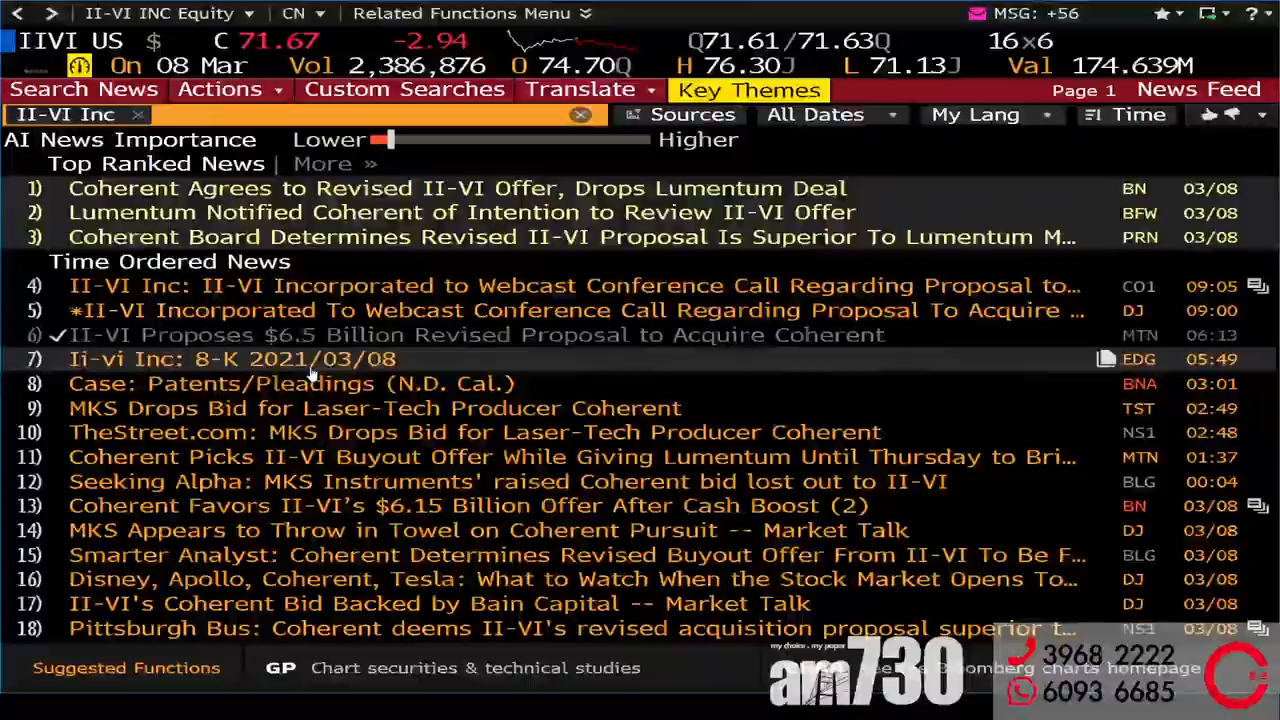 < > II-VI INC Equity CN Related Functions Menu MSG: +56 ?
IIVI US $ C 71.67 -2.94 Q71.61/71.63Q 16×6
On 08 Mar Vol 2,386,876 O 74.70Q H 76.30J L 71.13J Val 174.639M
Search News Actions Custom Searches Translate Key Themes Page 1 News Feed
II-VI Inc × Sources All Dates My Lang Time
AI News Importance Lower Higher
Top Ranked News | More »
1) Coherent Agrees to Revised II-VI Offer, Drops Lumentum Deal BN 03/08
2) Lumentum Notified Coherent of Intention to Review II-VI Offer BFW 03/08
3) Coherent Board Determines Revised II-VI Proposal Is Superior To Lumentum M... PRN 03/08
Time Ordered News
4) II-VI Inc: II-VI Incorporated to Webcast Conference Call Regarding Proposal to... CO1 09:05
5) *II-VI Incorporated To Webcast Conference Call Regarding Proposal To Acquire ... DJ 09:00
6) ✓II-VI Proposes $6.5 Billion Revised Proposal to Acquire Coherent MTN 06:13
7) Ii-vi Inc: 8-K 2021/03/08 EDG 05:49
8) Case: Patents/Pleadings (N.D. Cal.) BNA 03:01
9) MKS Drops Bid for Laser-Tech Producer Coherent TST 02:49
10) TheStreet.com: MKS Drops Bid for Laser-Tech Producer Coherent NS1 02:48
11) Coherent Picks II-VI Buyout Offer While Giving Lumentum Until Thursday to Bri... MTN 01:37
12) Seeking Alpha: MKS Instruments' raised Coherent bid lost out to II-VI BLG 00:04
13) Coherent Favors II-VI's $6.15 Billion Offer After Cash Boost (2) BN 03/08
14) MKS Appears to Throw in Towel on Coherent Pursuit -- Market Talk DJ 03/08
15) Smarter Analyst: Coherent Determines Revised Buyout Offer From II-VI To Be F... BLG 03/08
16) Disney, Apollo, Coherent, Tesla: What to Watch When the Stock Market Opens To... DJ 03/08
17) II-VI's Coherent Bid Backed by Bain Capital -- Market Talk DJ 03/08
18) Pittsburgh Bus: Coherent deems II-VI's revised acquisition proposal superior t... NS1 03/08
Suggested Functions GP Chart securities & technical studies Bloomberg charts homepage
my choice . my paper
am730
3968 2222
6093 6685